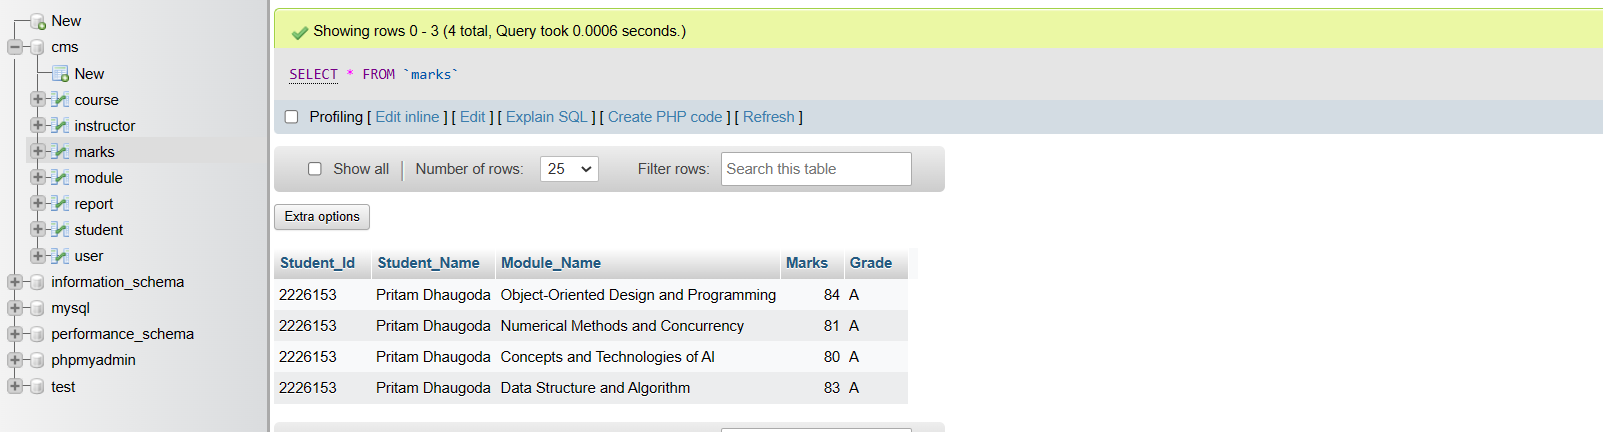 New
cms
New
course
instructor
marks
module
report
student
user
information_schema
mysql
performance_schema
phpmyadmin
test
Showing rows 0 - 3 (4 total, Query took 0.0006 seconds.)
SELECT * FROM `marks`
Profiling [ Edit inline ] [ Edit ] [ Explain SQL ] [ Create PHP code ] [ Refresh ]
Show all Number of rows: 25 Filter rows: Search this table
Extra options
Student_Id Student_Name Module_Name Marks Grade
2226153 Pritam Dhaugoda Object-Oriented Design and Programming 84 A
2226153 Pritam Dhaugoda Numerical Methods and Concurrency 81 A
2226153 Pritam Dhaugoda Concepts and Technologies of AI 80 A
2226153 Pritam Dhaugoda Data Structure and Algorithm 83 A